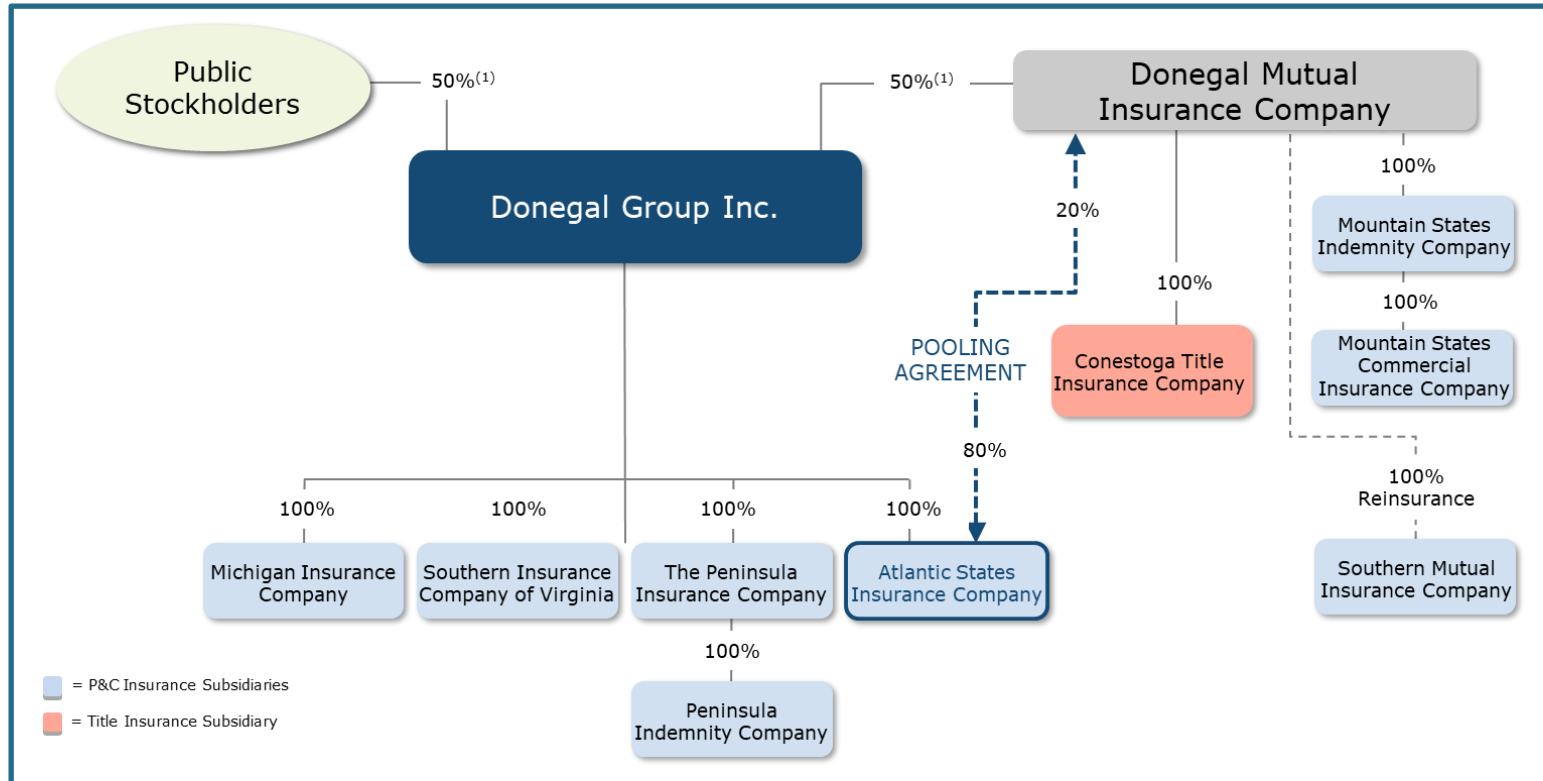 Public
Stockholders
50%(1)
50%(1)
Donegal Mutual
Insurance Company
Donegal Group Inc.
20%
100%
Mountain States
Indemnity Company
100%
100%
Mountain States
Commercial
Insurance Company
POOLING
AGREEMENT
Conestoga Title
Insurance Company
80%
100%
Reinsurance
Southern Mutual
Insurance Company
100%
100%
100%
100%
Michigan Insurance
Company
Southern Insurance
Company of Virginia
The Peninsula
Insurance Company
Atlantic States
Insurance Company
100%
Peninsula
Indemnity Company
= P&C Insurance Subsidiaries
= Title Insurance Subsidiary